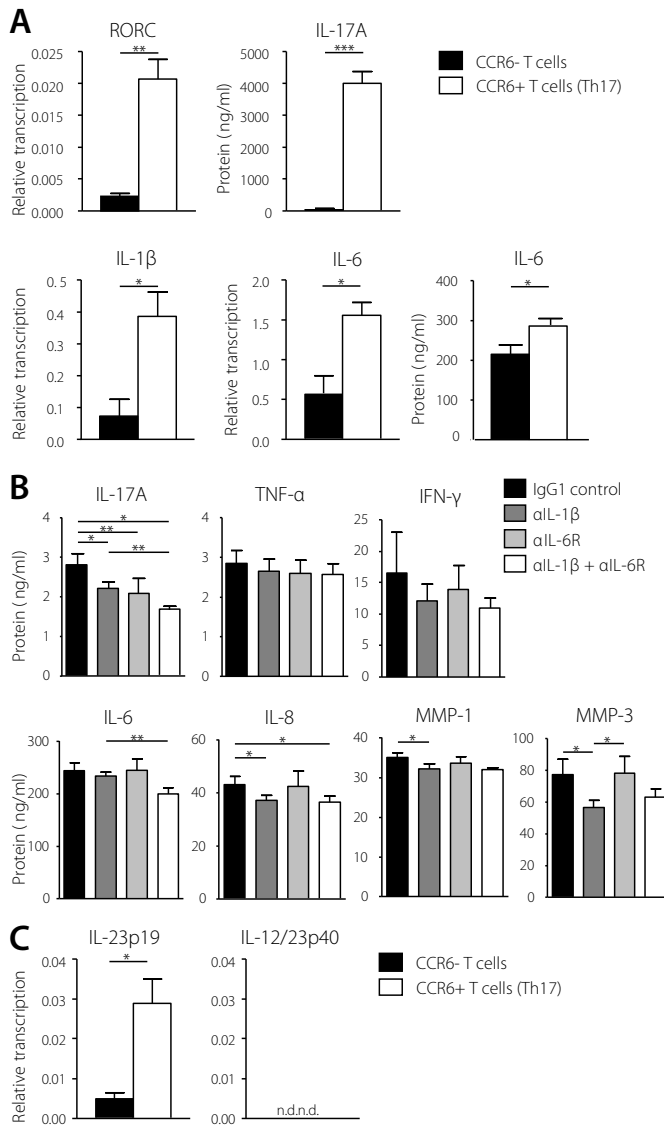 A
RORC
IL-17A
Relative transcription
0.025
0.020
0.015
0.010
0.005
0.000
**
Protein (ng/ml)
5000
4000
3000
2000
1000
0
***
CCR6- T cells
CCR6+ T cells (Th17)
IL-1β
IL-6
IL-6
Relative transcription
0.5
0.4
0.3
0.2
0.1
0.0
*
Relative transcription
2.0
1.5
1.0
0.5
0.0
*
Protein (ng/ml)
400
300
200
100
0
*
B
IL-17A
TNF-α
IFN-γ
IgG1 control
αIL-1β
αIL-6R
αIL-1β + αIL-6R
Protein (ng/ml)
4
3
2
1
0
*
**
*
**
4
3
2
1
0
25
20
15
10
5
0
IL-6
IL-8
MMP-1
MMP-3
Protein (ng/ml)
300
200
100
0
**
60
40
20
0
*
*
40
30
20
10
0
*
100
80
60
40
20
0
*
*
C
IL-23p19
IL-12/23p40
Relative transcription
0.04
0.03
0.02
0.01
0.00
*
0.04
0.03
0.02
0.01
0.00
n.d.n.d.
CCR6- T cells
CCR6+ T cells (Th17)